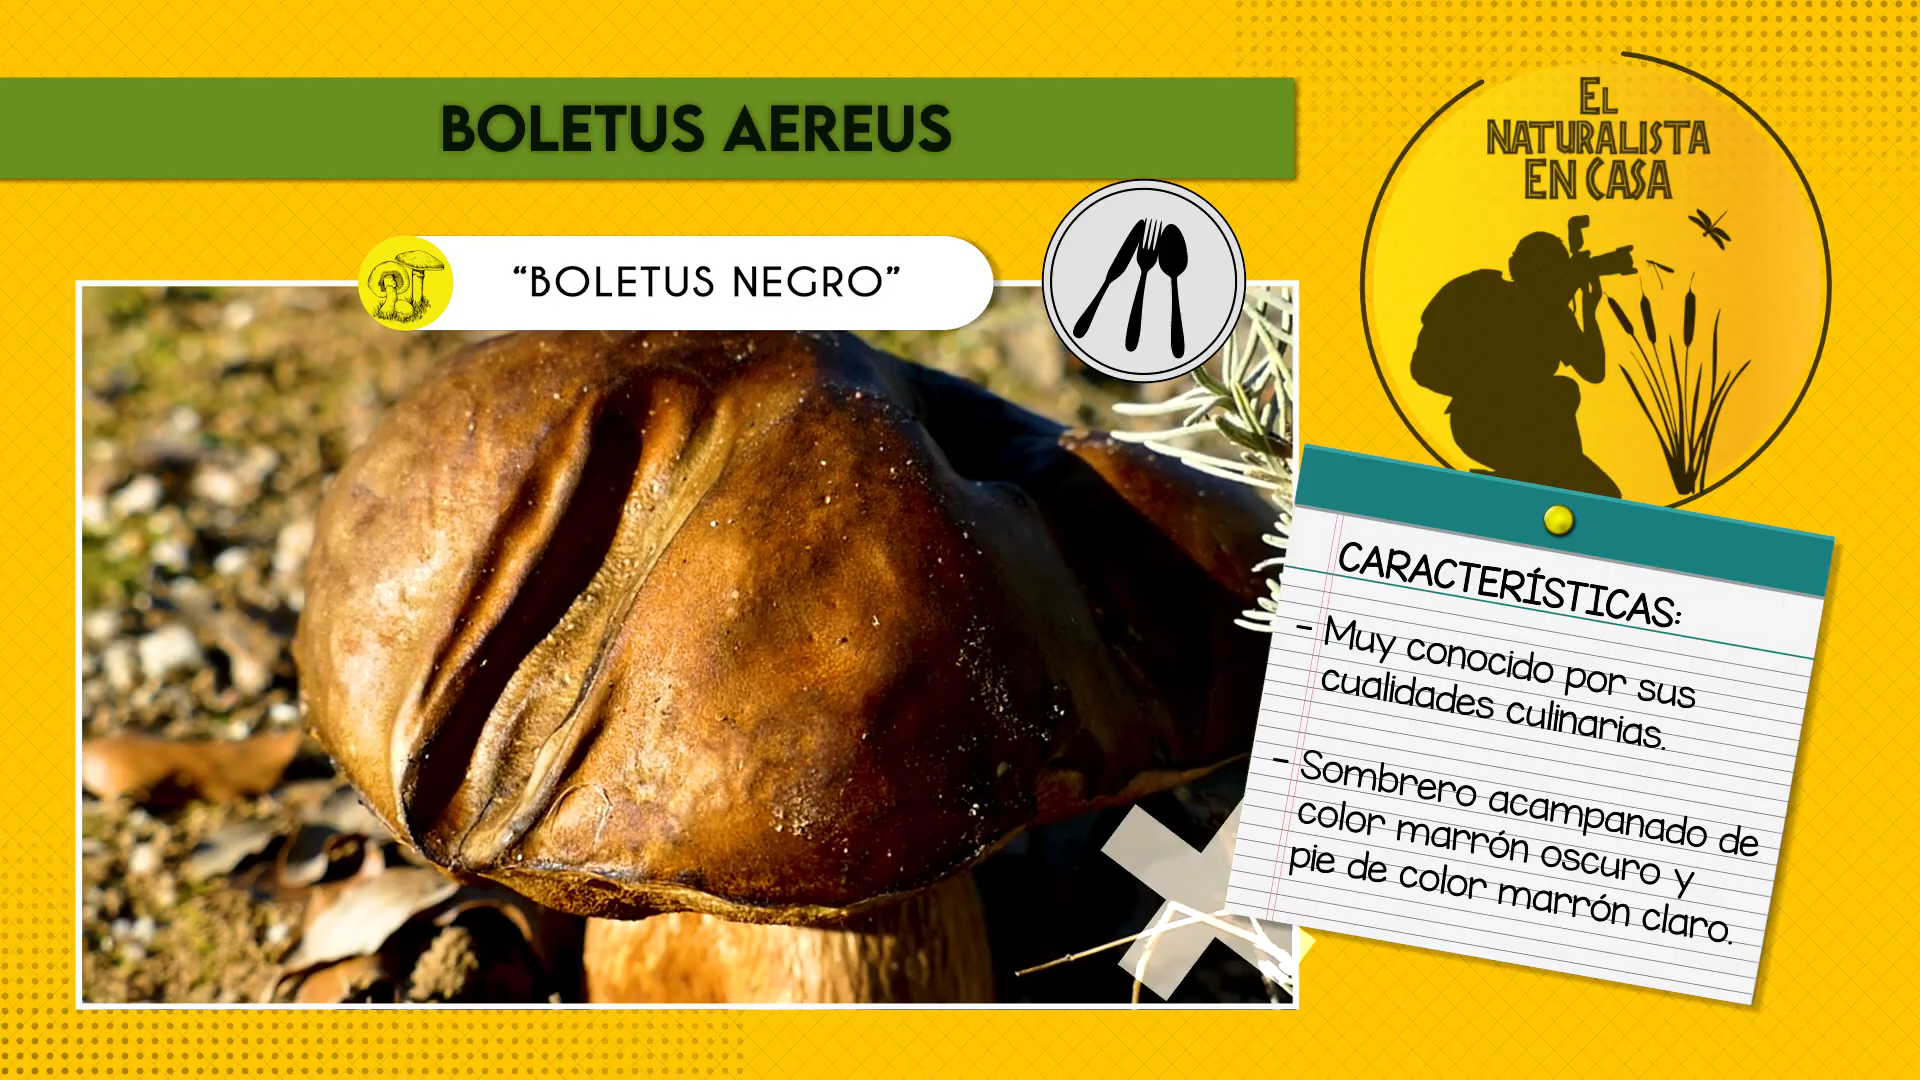 BOLETUS AEREUS
“BOLETUS NEGRO”
EL
NATURALISTA
EN CASA
CARACTERÍSTICAS:
- Muy conocido por sus
cualidades culinarias.
- Sombrero acampanado de
color marrón oscuro y
pie de color marrón claro.